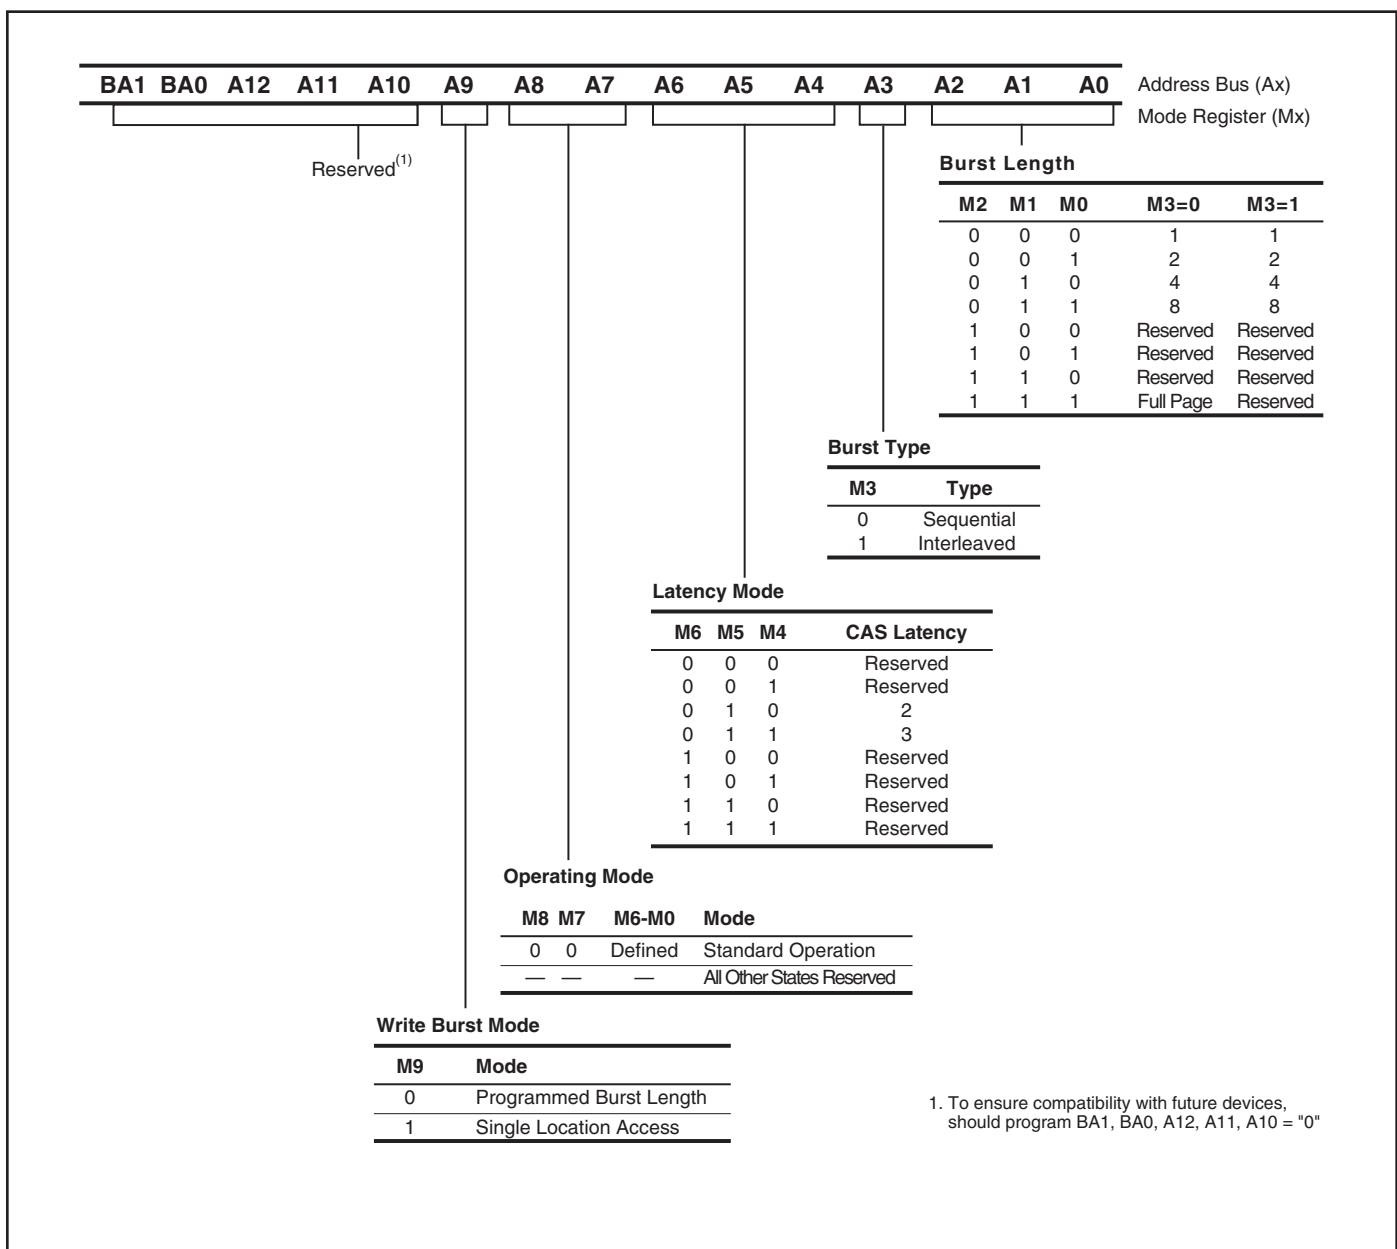 BA1 BA0 A12 A11 A10 A9 A8 A7 A6 A5 A4 A3 A2 A1 A0 Address Bus (Ax)
Mode Register (Mx)
Reserved(1)
Burst Length
M2 M1 M0 M3=0 M3=1
0 0 0 1 1
0 0 1 2 2
0 1 0 4 4
0 1 1 8 8
1 0 0 Reserved Reserved
1 0 1 Reserved Reserved
1 1 0 Reserved Reserved
1 1 1 Full Page Reserved
Burst Type
M3 Type
0 Sequential
1 Interleaved
Latency Mode
M6 M5 M4 CAS Latency
0 0 0 Reserved
0 0 1 Reserved
0 1 0 2
0 1 1 3
1 0 0 Reserved
1 0 1 Reserved
1 1 0 Reserved
1 1 1 Reserved
Operating Mode
M8 M7 M6-M0 Mode
0 0 Defined Standard Operation
— — — All Other States Reserved
Write Burst Mode
M9 Mode
0 Programmed Burst Length
1 Single Location Access
1. To ensure compatibility with future devices,
should program BA1, BA0, A12, A11, A10 = "0"